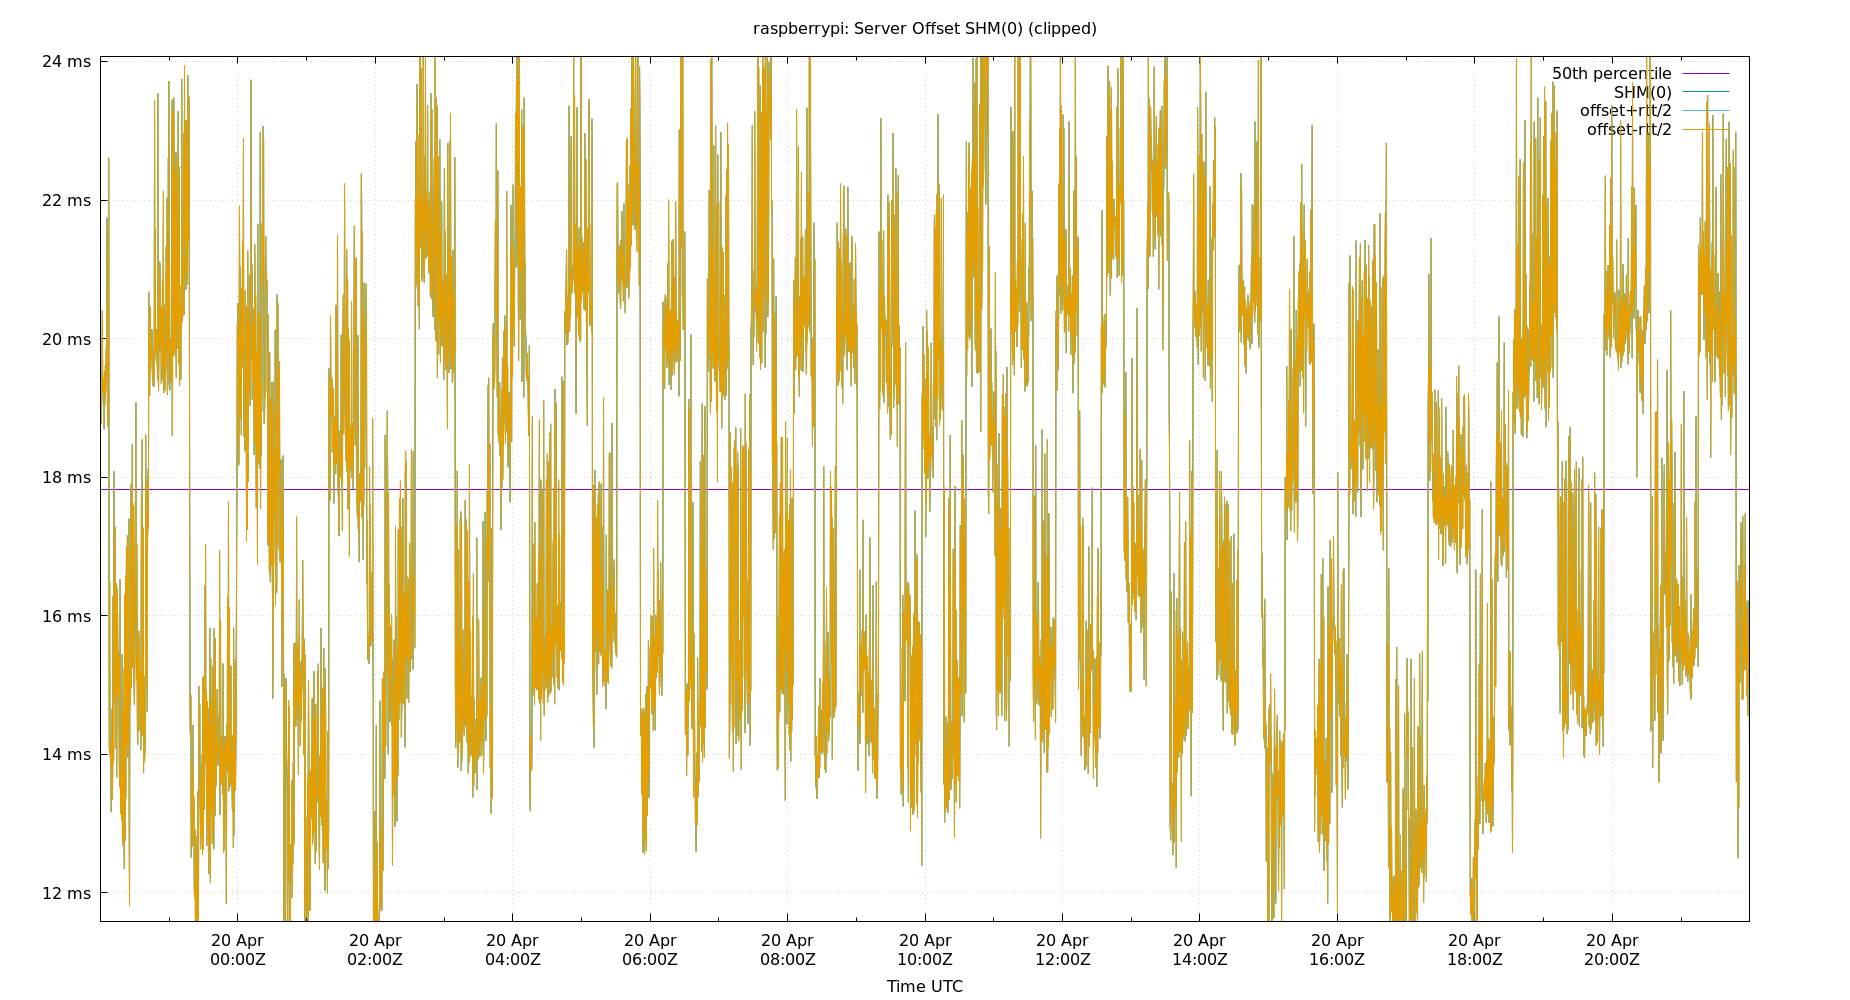 raspberrypi: Server Offset SHM(0) (clipped)
24 ms
22 ms
20 ms
18 ms
16 ms
14 ms
12 ms
50th percentile
SHM(0)
offset+rtt/2
offset-rtt/2
20 Apr 20 Apr 20 Apr 20 Apr 20 Apr 20 Apr 20 Apr 20 Apr 20 Apr 20 Apr 20 Apr
00:00Z 02:00Z 04:00Z 06:00Z 08:00Z 10:00Z 12:00Z 14:00Z 16:00Z 18:00Z 20:00Z
Time UTC